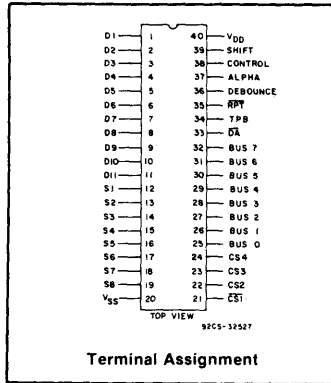 D1 1 40 VDD
D2 2 39 SHIFT
D3 3 38 CONTROL
D4 4 37 ALPHA
D5 5 36 DEBOUNCE
D6 6 35 R̅P̅T̅
D7 7 34 TPB
D8 8 33 D̅A̅
D9 9 32 BUS 7
D10 10 31 BUS 6
D11 11 30 BUS 5
S1 12 29 BUS 4
S2 13 28 BUS 3
S3 14 27 BUS 2
S4 15 26 BUS 1
S5 16 25 BUS 0
S6 17 24 CS4
S7 18 23 CS3
S8 19 22 CS2
VSS 20 21 C̅S̅1̅
TOP VIEW
92CS-32527
Terminal Assignment